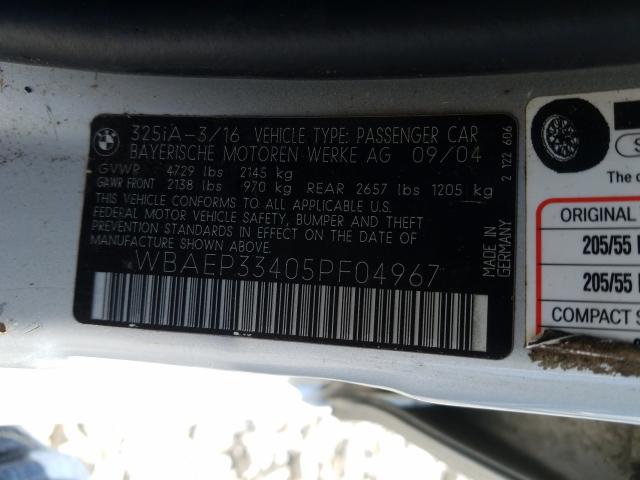 325iA-3/16 VEHICLE TYPE: PASSENGER CAR
BAYERISCHE MOTOREN WERKE AG 09/04
GVWR 4729 lbs 2145 kg
GAWR FRONT 2138 lbs 970 kg REAR 2657 lbs 1205 kg
THIS VEHICLE CONFORMS TO ALL APPLICABLE U.S.
FEDERAL MOTOR VEHICLE SAFETY, BUMPER AND THEFT
PREVENTION STANDARDS IN EFFECT ON THE DATE OF
MANUFACTURE SHOWN ABOVE.
WBAEP33405PF04967
MADE IN
GERMANY
2 122 606
The
ORIGINAL
205/55
205/55
COMPACT